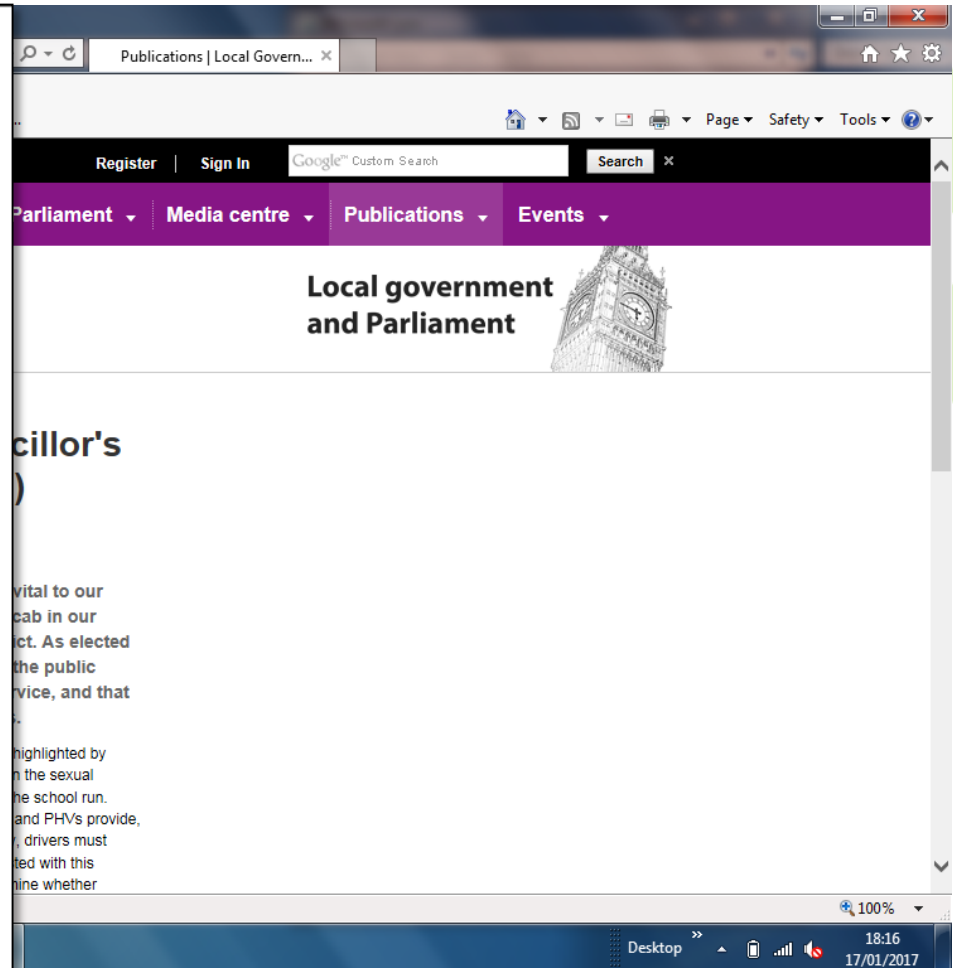 Publications | Local Govern...
..
Page Safety Tools
Register | Sign In Google™ Custom Search Search ×
Parliament Media centre Publications Events
Local government
and Parliament
cillor's
)
vital to our
cab in our
ict. As elected
the public
rvice, and that
s.
highlighted by
n the sexual
he school run.
and PHVs provide,
, drivers must
ted with this
nine whether
100%
Desktop » 18:16
17/01/2017